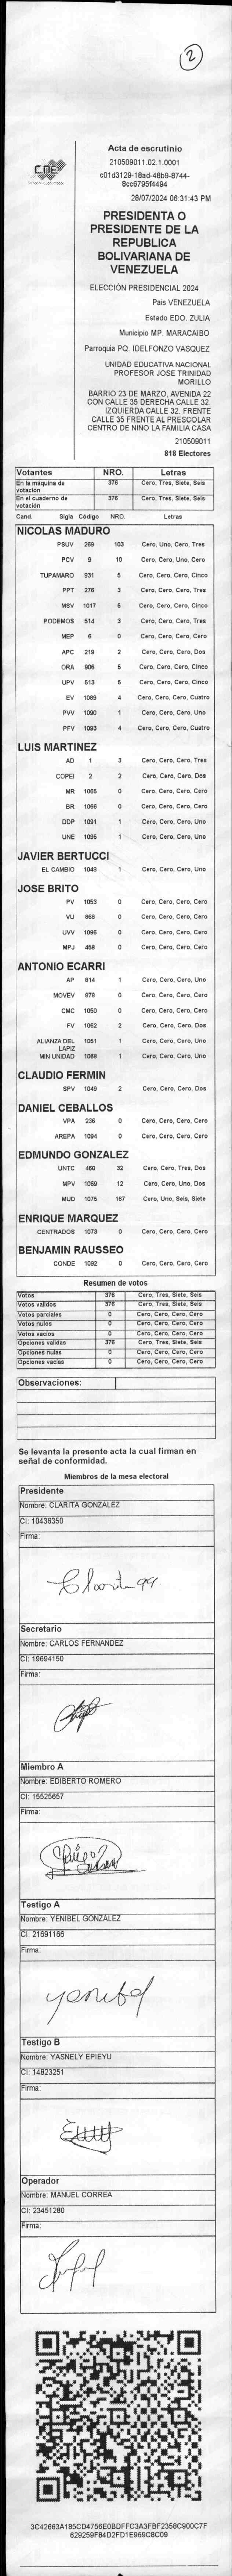 2
CNE
Acta de escrutinio
210509011.02.1.0001
c01d3129-18ad-48b9-8744-
8cc6795f4494
28/07/2024 06:31:43 PM
PRESIDENTA O
PRESIDENTE DE LA
REPUBLICA
BOLIVARIANA DE
VENEZUELA
ELECCIÓN PRESIDENCIAL 2024
Pais VENEZUELA
Estado EDO. ZULIA
Municipio MP. MARACAIBO
Parroquia PQ. IDELFONZO VASQUEZ
UNIDAD EDUCATIVA NACIONAL
PROFESOR JOSE TRINIDAD
MORILLO
BARRIO 23 DE MARZO, AVENIDA 22
CON CALLE 35 DERECHA CALLE 32.
IZQUIERDA CALLE 32. FRENTE
CALLE 35 FRENTE AL PRESCOLAR
CENTRO DE NINO LA FAMILIA CASA
210509011
818 Electores
Votantes NRO. Letras
En la máquina de votación 376 Cero, Tres, Siete, Seis
En el cuaderno de votación 376 Cero, Tres, Siete, Seis
Cand. Sigla Código NRO. Letras
NICOLAS MADURO
PSUV 269 103 Cero, Uno, Cero, Tres
PCV 9 10 Cero, Cero, Uno, Cero
TUPAMARO 931 5 Cero, Cero, Cero, Cinco
PPT 276 3 Cero, Cero, Cero, Tres
MSV 1017 5 Cero, Cero, Cero, Cinco
PODEMOS 514 3 Cero, Cero, Cero, Tres
MEP 6 0 Cero, Cero, Cero, Cero
APC 219 2 Cero, Cero, Cero, Dos
ORA 906 5 Cero, Cero, Cero, Cinco
UPV 513 5 Cero, Cero, Cero, Cinco
EV 1089 4 Cero, Cero, Cero, Cuatro
PVV 1090 1 Cero, Cero, Cero, Uno
PFV 1093 4 Cero, Cero, Cero, Cuatro
LUIS MARTINEZ
AD 1 3 Cero, Cero, Cero, Tres
COPEI 2 2 Cero, Cero, Cero, Dos
MR 1065 0 Cero, Cero, Cero, Cero
BR 1066 0 Cero, Cero, Cero, Cero
DDP 1091 1 Cero, Cero, Cero, Uno
UNE 1095 1 Cero, Cero, Cero, Uno
JAVIER BERTUCCI
EL CAMBIO 1049 1 Cero, Cero, Cero, Uno
JOSE BRITO
PV 1053 0 Cero, Cero, Cero, Cero
VU 868 0 Cero, Cero, Cero, Cero
UVV 1096 0 Cero, Cero, Cero, Cero
MPJ 458 0 Cero, Cero, Cero, Cero
ANTONIO ECARRI
AP 814 1 Cero, Cero, Cero, Uno
MOVEV 878 0 Cero, Cero, Cero, Cero
CMC 1050 0 Cero, Cero, Cero, Cero
FV 1062 2 Cero, Cero, Cero, Dos
ALIANZA DEL LAPIZ 1051 1 Cero, Cero, Cero, Uno
MIN UNIDAD 1068 1 Cero, Cero, Cero, Uno
CLAUDIO FERMIN
SPV 1049 2 Cero, Cero, Cero, Dos
DANIEL CEBALLOS
VPA 236 0 Cero, Cero, Cero, Cero
AREPA 1094 0 Cero, Cero, Cero, Cero
EDMUNDO GONZALEZ
UNTC 460 32 Cero, Cero, Tres, Dos
MPV 1069 12 Cero, Cero, Uno, Dos
MUD 1075 167 Cero, Uno, Seis, Siete
ENRIQUE MARQUEZ
CENTRADOS 1073 0 Cero, Cero, Cero, Cero
BENJAMIN RAUSSEO
CONDE 1092 0 Cero, Cero, Cero, Cero
Resumen de votos
Votos 376 Cero, Tres, Siete, Seis
Votos validos 376 Cero, Tres, Siete, Seis
Votos parciales 0 Cero, Cero, Cero, Cero
Votos nulos 0 Cero, Cero, Cero, Cero
Votos vacios 0 Cero, Cero, Cero, Cero
Opciones validas 376 Cero, Tres, Siete, Seis
Opciones nulas 0 Cero, Cero, Cero, Cero
Opciones vacias 0 Cero, Cero, Cero, Cero
Observaciones:
Se levanta la presente acta la cual firman en
señal de conformidad.
Miembros de la mesa electoral
Presidente
Nombre: CLARITA GONZALEZ
CI: 10436350
Firma:
Secretario
Nombre: CARLOS FERNANDEZ
CI: 19694150
Firma:
Miembro A
Nombre: EDIBERTO ROMERO
CI: 15525657
Firma:
Testigo A
Nombre: YENIBEL GONZALEZ
CI: 21691166
Firma:
yenibel
Testigo B
Nombre: YASNELY EPIEYU
CI: 14823251
Firma:
Operador
Nombre: MANUEL CORREA
CI: 23451280
Firma:
3C42663A185CD4756E0BDFFC3A3FBF2358C900C7F
629259F84D2FD1E969C8C09